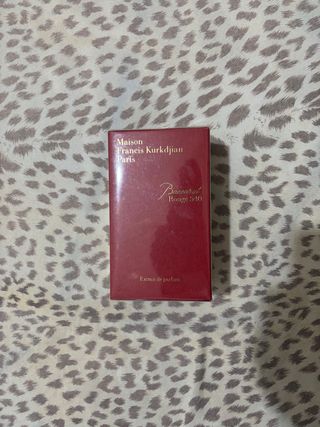 Maison
Francis Kurkdjian
Paris
Baccarat
Rouge 540
Extrait de parfum